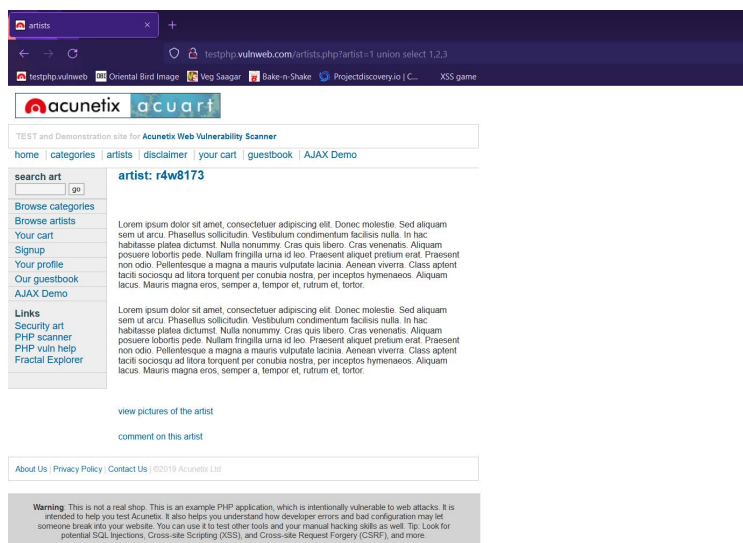 artists
testphp.vulnweb.com/artists.php?artist=1 union select 1,2,3
testphp.vulnweb OBI Oriental Bird Image Veg Saagar Bake-n-Shake Projectdiscovery.io | C... XSS game
acunetix acuart
TEST and Demonstration site for Acunetix Web Vulnerability Scanner
home | categories | artists | disclaimer | your cart | guestbook | AJAX Demo
search art
go
Browse categories
Browse artists
Your cart
Signup
Your profile
Our guestbook
AJAX Demo
Links
Security art
PHP scanner
PHP vuln help
Fractal Explorer
artist: r4w8173
Lorem ipsum dolor sit amet, consectetuer adipiscing elit. Donec molestie. Sed aliquam
sem ut arcu. Phasellus sollicitudin. Vestibulum condimentum facilisis nulla. In hac
habitasse platea dictumst. Nulla nonummy. Cras quis libero. Cras venenatis. Aliquam
posuere lobortis pede. Nullam fringilla urna id leo. Praesent aliquet pretium erat. Praesent
non odio. Pellentesque a magna a mauris vulputate lacinia. Aenean viverra. Class aptent
taciti sociosqu ad litora torquent per conubia nostra, per inceptos hymenaeos. Aliquam
lacus. Mauris magna eros, semper a, tempor et, rutrum et, tortor.
Lorem ipsum dolor sit amet, consectetuer adipiscing elit. Donec molestie. Sed aliquam
sem ut arcu. Phasellus sollicitudin. Vestibulum condimentum facilisis nulla. In hac
habitasse platea dictumst. Nulla nonummy. Cras quis libero. Cras venenatis. Aliquam
posuere lobortis pede. Nullam fringilla urna id leo. Praesent aliquet pretium erat. Praesent
non odio. Pellentesque a magna a mauris vulputate lacinia. Aenean viverra. Class aptent
taciti sociosqu ad litora torquent per conubia nostra, per inceptos hymenaeos. Aliquam
lacus. Mauris magna eros, semper a, tempor et, rutrum et, tortor.
view pictures of the artist
comment on this artist
About Us | Privacy Policy | Contact Us | ©2019 Acunetix Ltd
Warning: This is not a real shop. This is an example PHP application, which is intentionally vulnerable to web attacks. It is
intended to help you test Acunetix. It also helps you understand how developer errors and bad configuration may let
someone break into your website. You can use it to test other tools and your manual hacking skills as well. Tip: Look for
potential SQL Injections, Cross-site Scripting (XSS), and Cross-site Request Forgery (CSRF), and more.